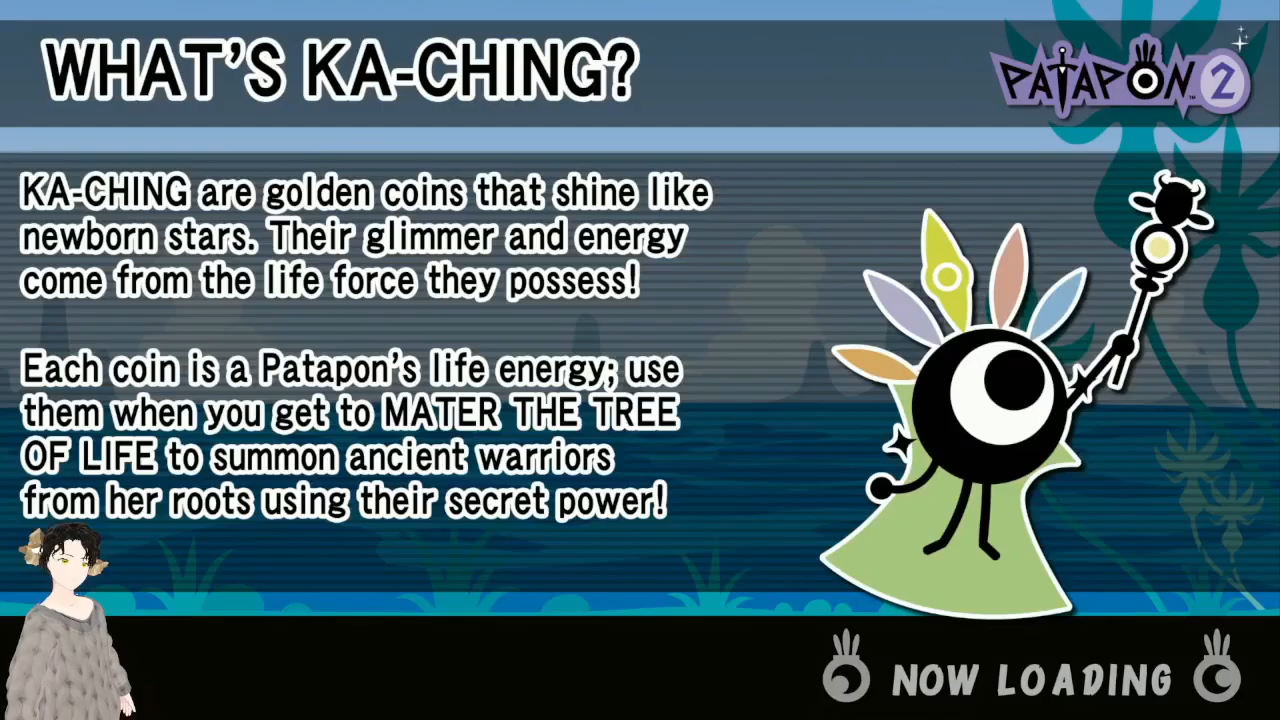 WHAT'S KA-CHING?
PATAPON 2
™
KA-CHING are golden coins that shine like
newborn stars. Their glimmer and energy
come from the life force they possess!
Each coin is a Patapon's life energy; use
them when you get to MATER THE TREE
OF LIFE to summon ancient warriors
from her roots using their secret power!
NOW LOADING